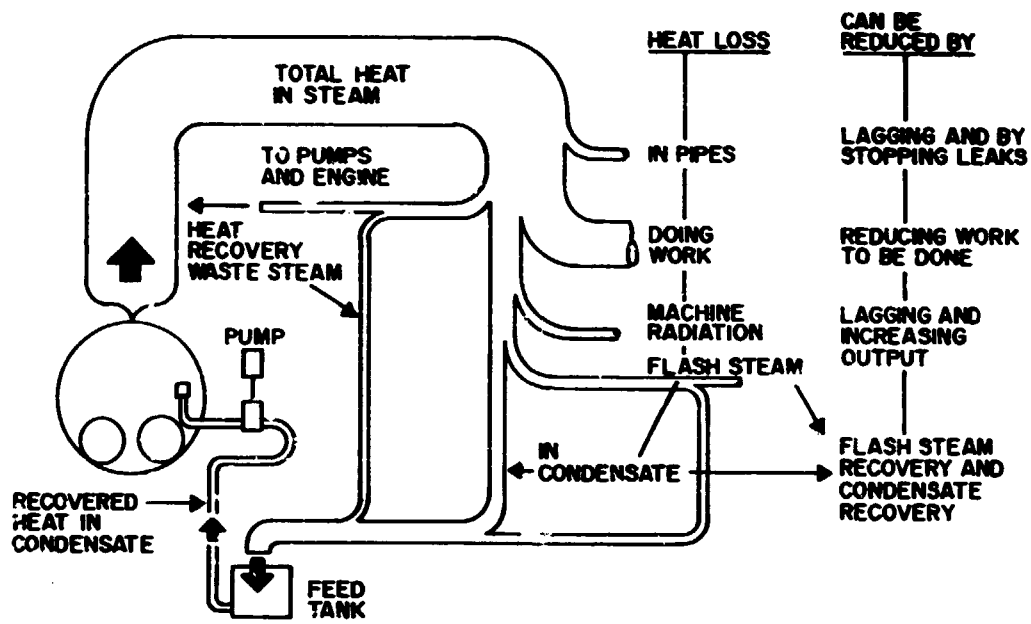 HEAT LOSS
CAN BE
REDUCED BY
TOTAL HEAT
IN STEAM
IN PIPES
LAGGING AND BY
STOPPING LEAKS
TO PUMPS
AND ENGINE
HEAT
RECOVERY
WASTE STEAM
DOING
WORK
REDUCING WORK
TO BE DONE
MACHINE
RADIATION
LAGGING AND
INCREASING
OUTPUT
PUMP
FLASH STEAM
IN
CONDENSATE
FLASH STEAM
RECOVERY AND
CONDENSATE
RECOVERY
RECOVERED
HEAT IN
CONDENSATE
FEED
TANK